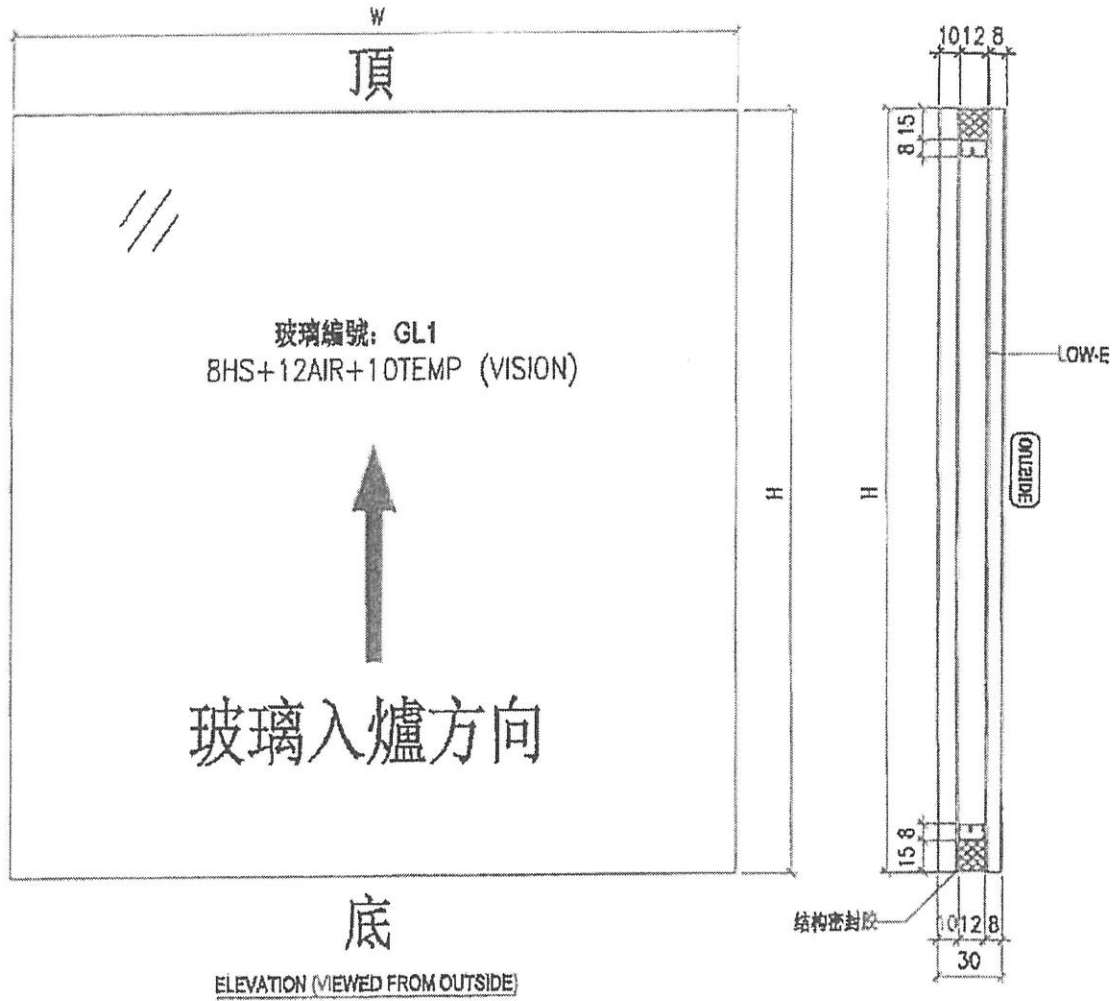 W
頂
玻璃編號：GL1
8HS+12AIR+10TEMP (VISION)
玻璃入爐方向
底
ELEVATION (VIEWED FROM OUTSIDE)
H
10 12 8
15
8
H
LOW-E
OUTSIDE
8
15
结构密封胶
10 12 8
30